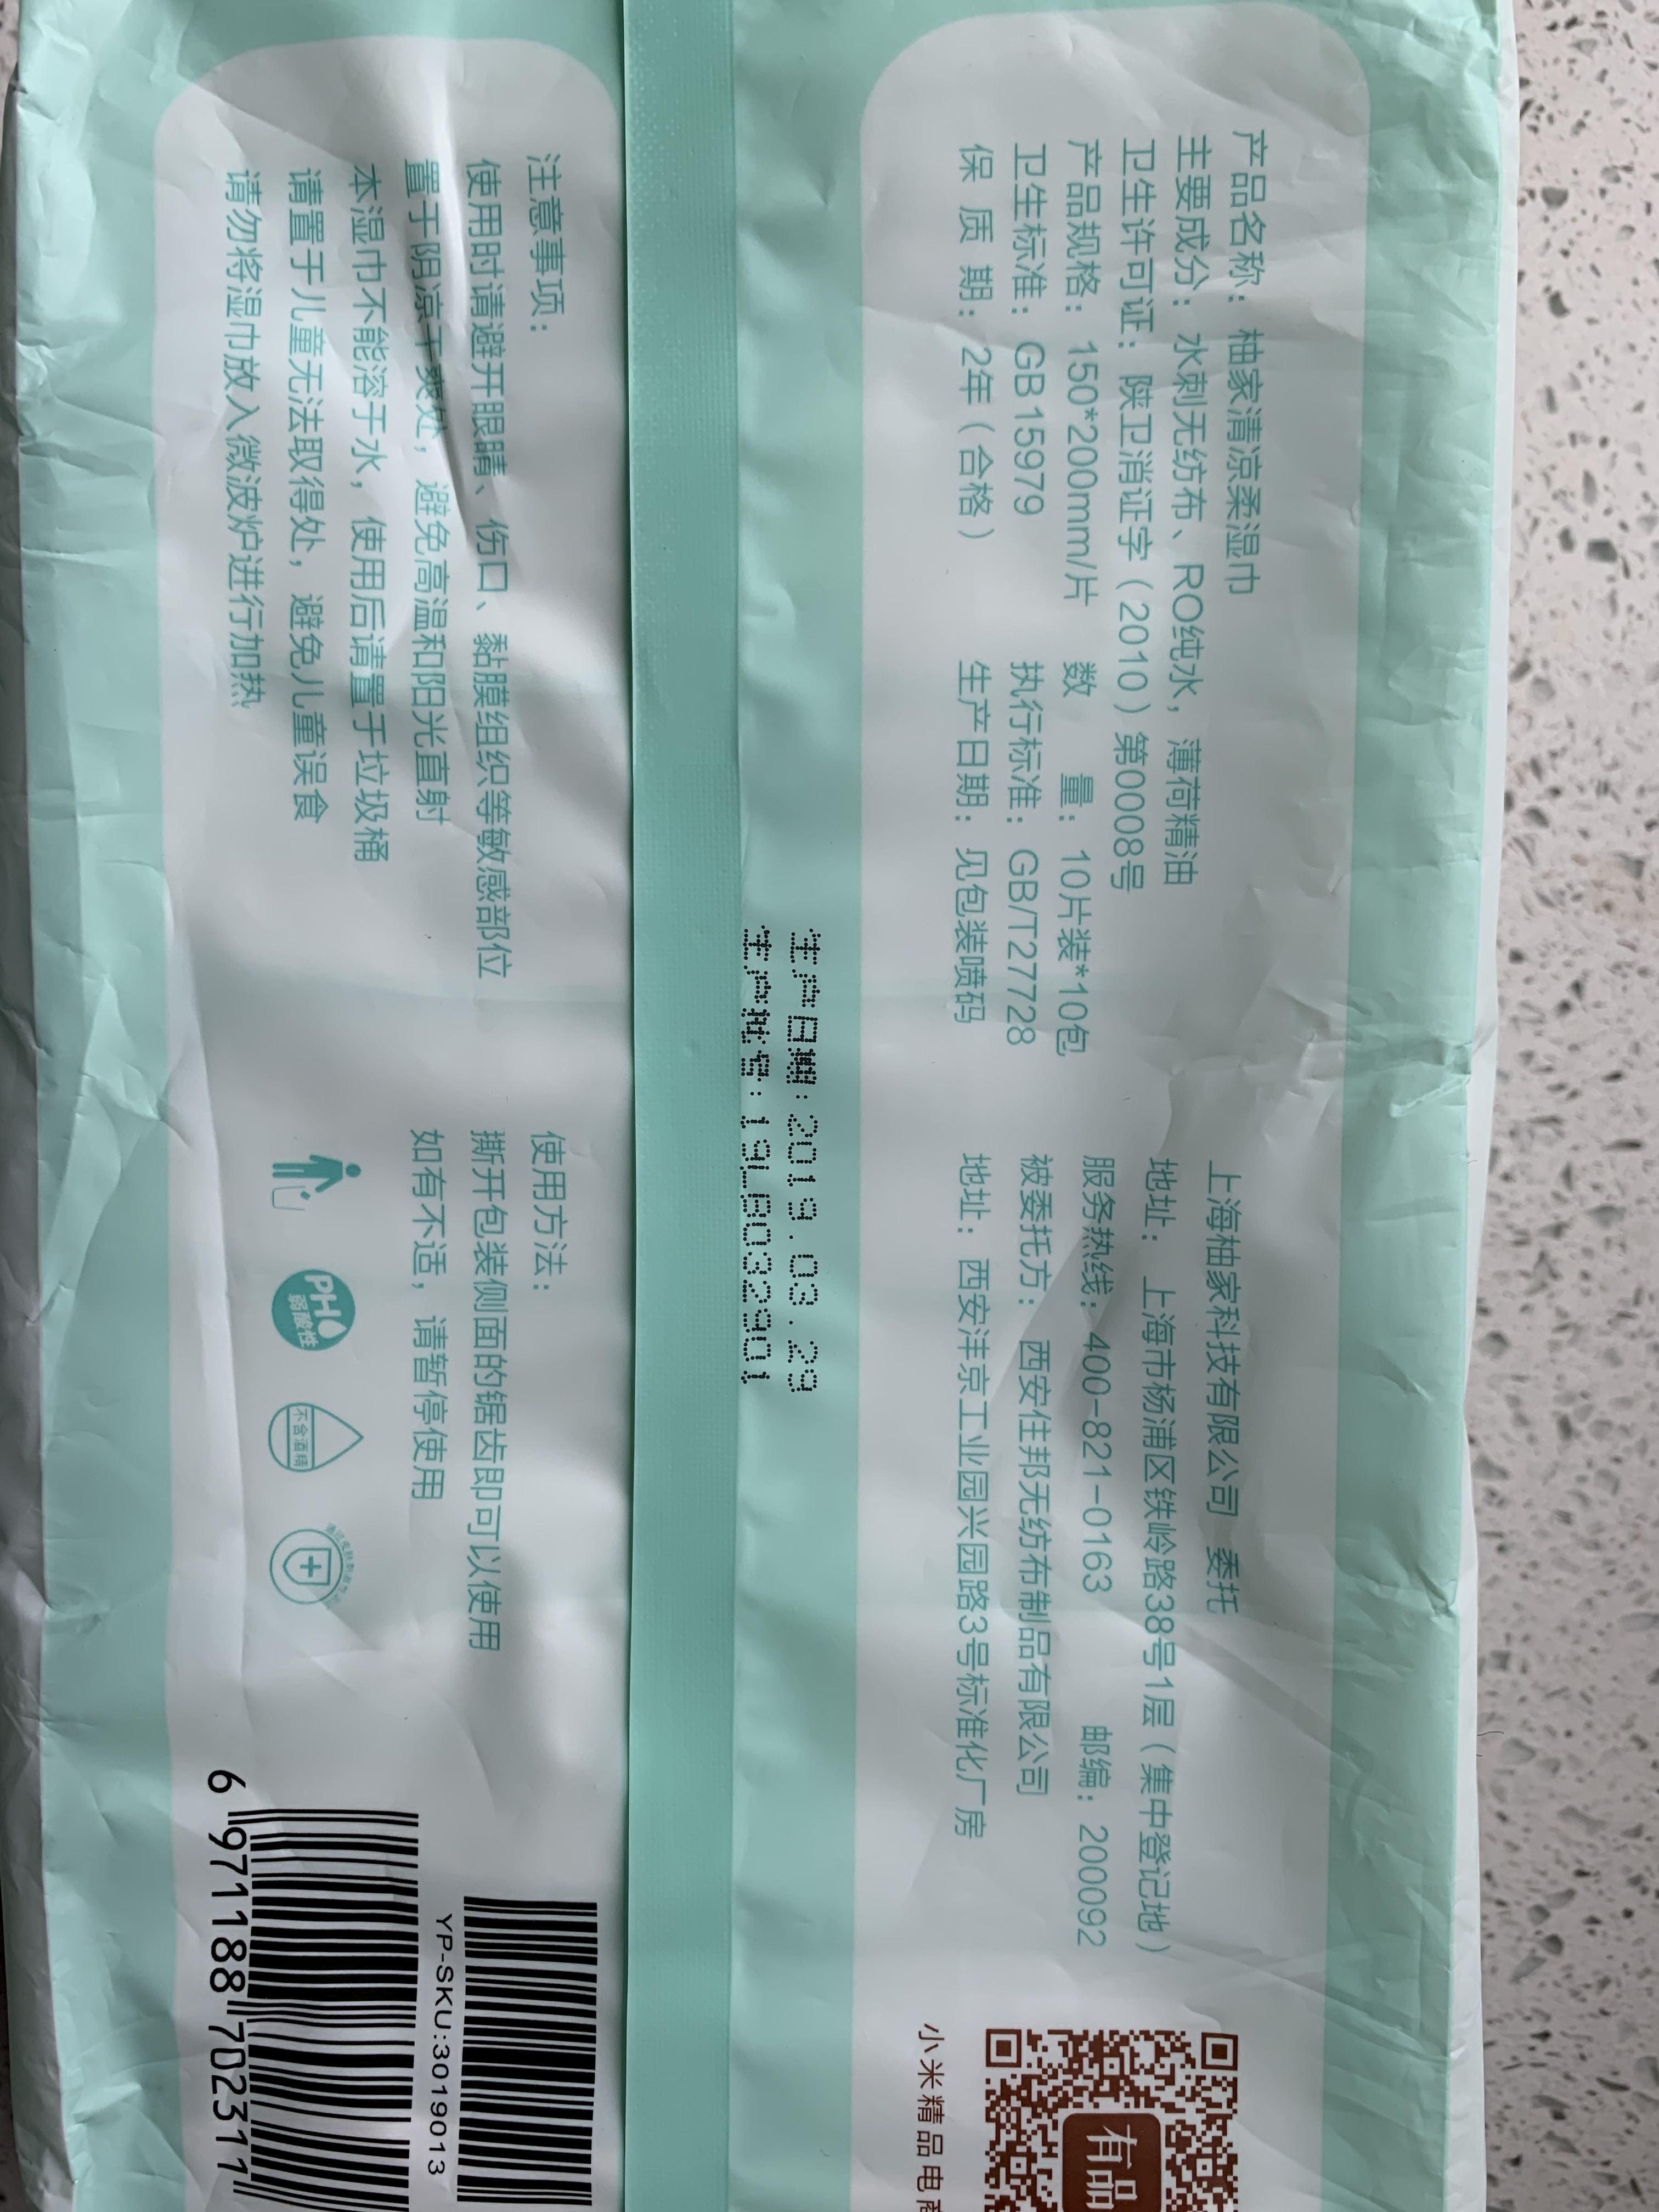 产品名称：柚家清凉柔湿巾
主要成分：水刺无纺布、RO纯水，薄荷精油
卫生许可证：陕卫消证字（2010）第0008号
产品规格：150*200mm/片 数 量：10片装*10包
卫生标准：GB15979 执行标准：GB/T27728
保 质 期：2年（合格） 生产日期：见包装喷码
上海柚家科技有限公司 委托
地址：上海市杨浦区铁岭路38号1层（集中登记地）
服务热线：400-821-0163 邮编：200092
被委托方：西安住邦无纺布制品有限公司
地址：西安沣京工业园兴园路3号标准化厂房
有品
小米精品电
生产日期：2019.03.29
生产批号：19LB032901
注意事项：
使用时请避开眼睛、伤口、黏膜组织等敏感部位
置于阴凉干爽处，避免高温和阳光直射
本湿巾不能溶于水，使用后请置于垃圾桶
请置于儿童无法取得处，避免儿童误食
请勿将湿巾放入微波炉进行加热
使用方法：
撕开包装侧面的锯齿即可以使用
如有不适，请暂停使用
PH
弱酸性
不含酒精
YP-SKU:3019013
6 971188 702311